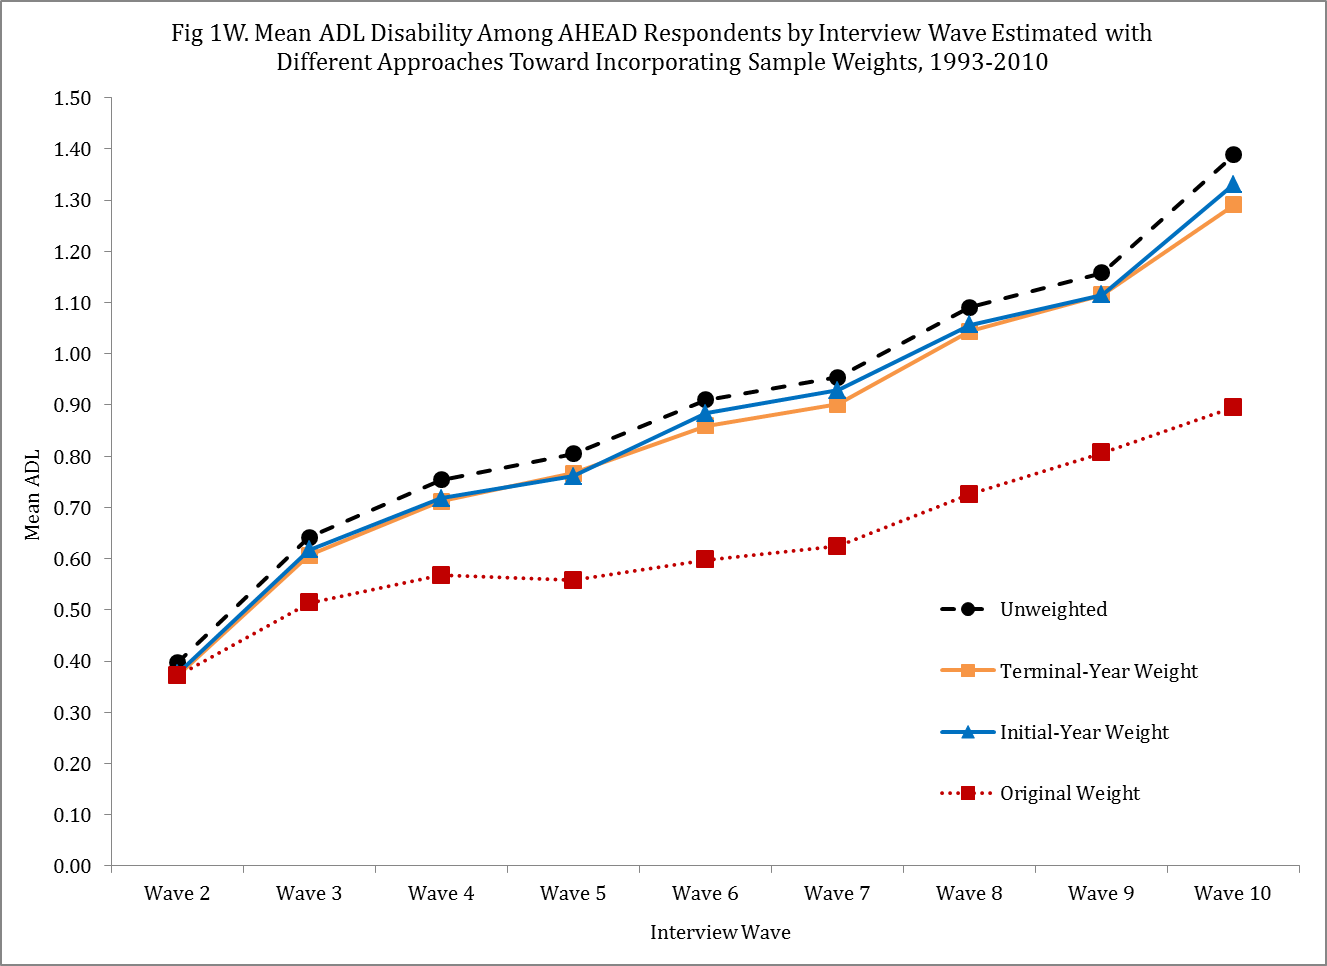 Fig 1W. Mean ADL Disability Among AHEAD Respondents by Interview Wave Estimated with
Different Approaches Toward Incorporating Sample Weights, 1993-2010
1.50
1.40
1.30
1.20
1.10
1.00
0.90
0.80
0.70
0.60
0.50
0.40
0.30
0.20
0.10
0.00
Mean ADL
Unweighted
Terminal-Year Weight
Initial-Year Weight
Original Weight
Wave 2 Wave 3 Wave 4 Wave 5 Wave 6 Wave 7 Wave 8 Wave 9 Wave 10
Interview Wave